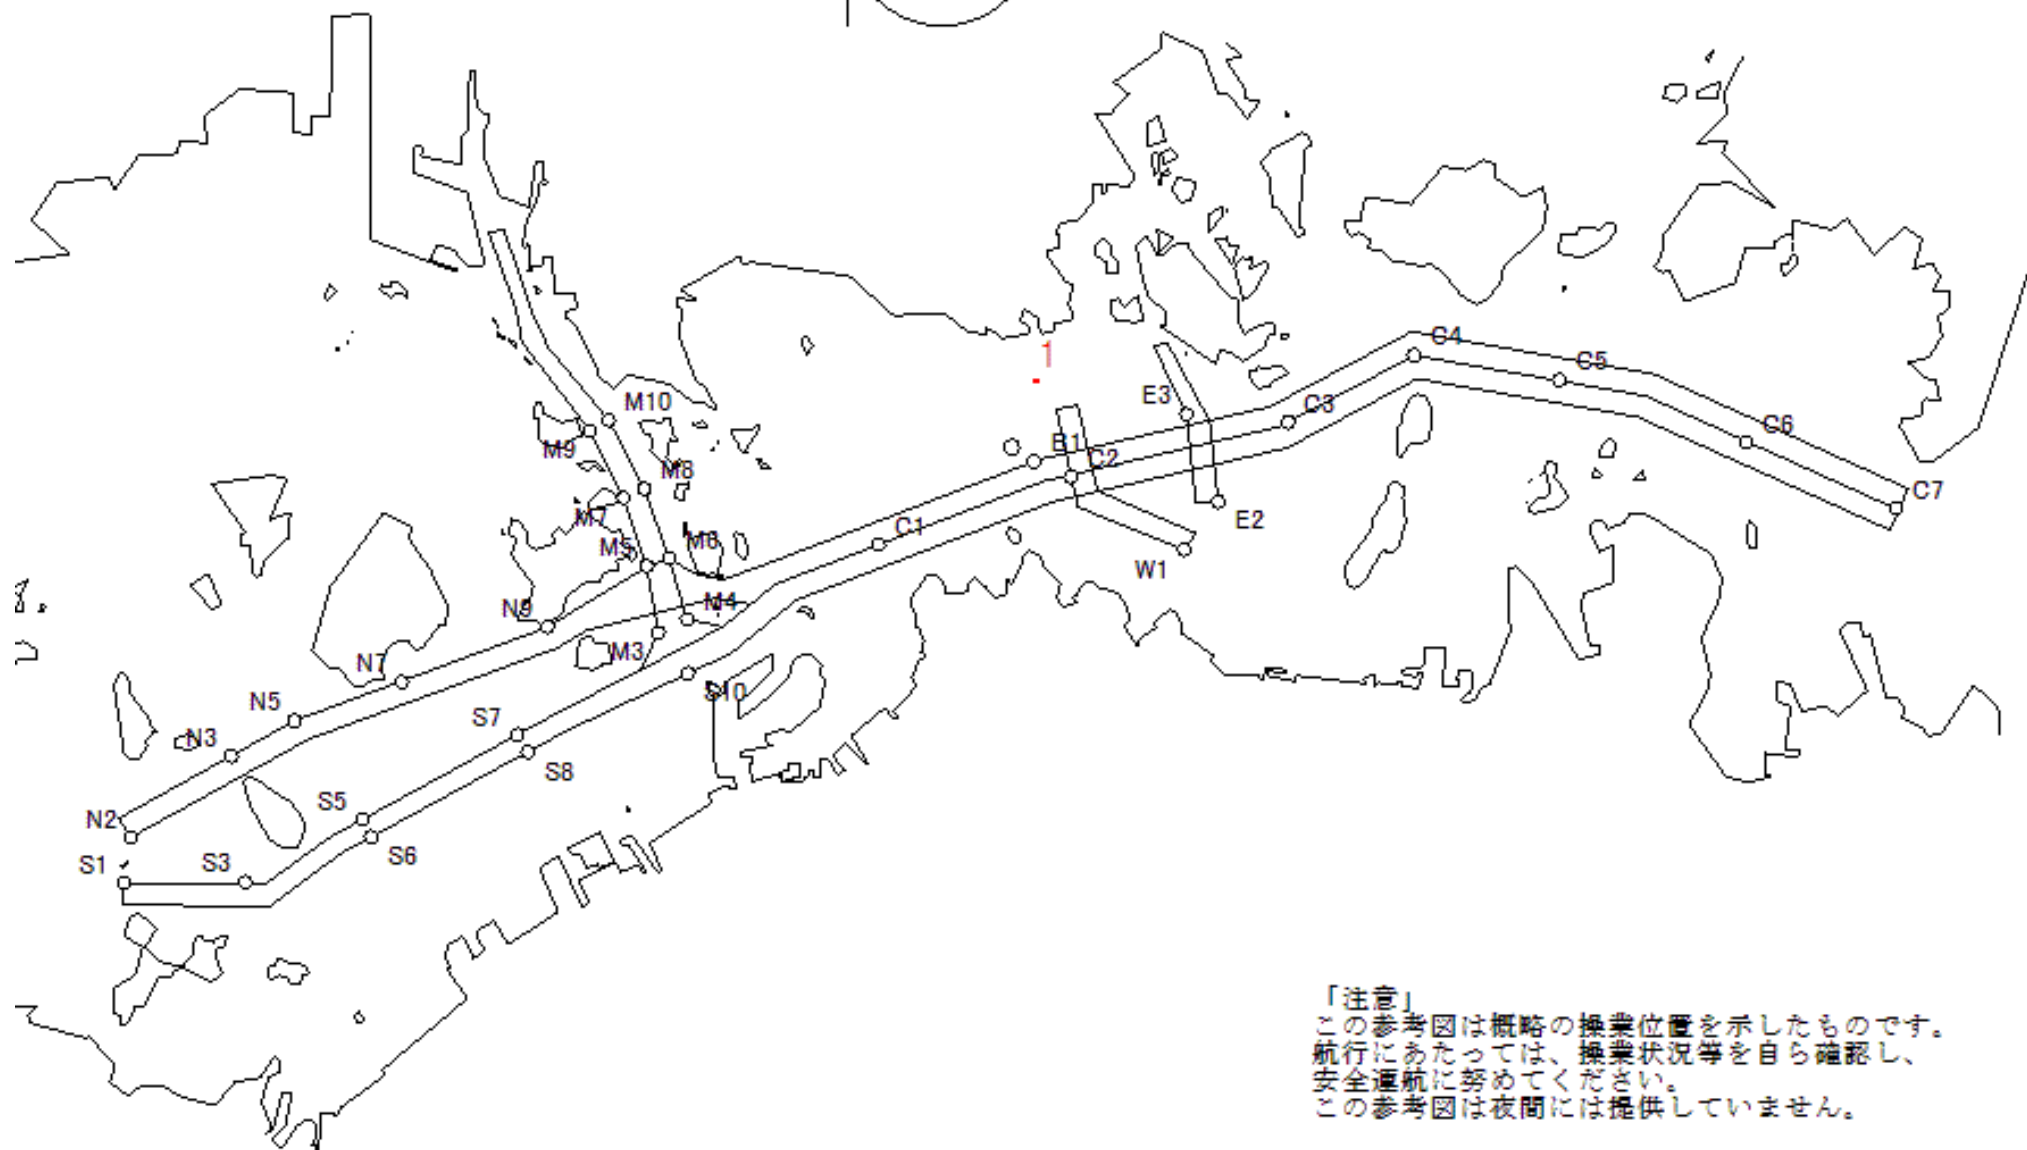 1
C4
C5
E3
M10
C3
C6
B1
M9
C2
M8
C7
M7
E2
C1
M5
M6
W1
N9
M4
M3
N7
S10
N5
S7
N3
S8
S5
N2
S6
S1
S3
「注意」
この参考図は概略の操業位置を示したものです。
航行にあたっては、操業状況等を自ら確認し、
安全運航に努めてください。
この参考図は夜間には提供していません。